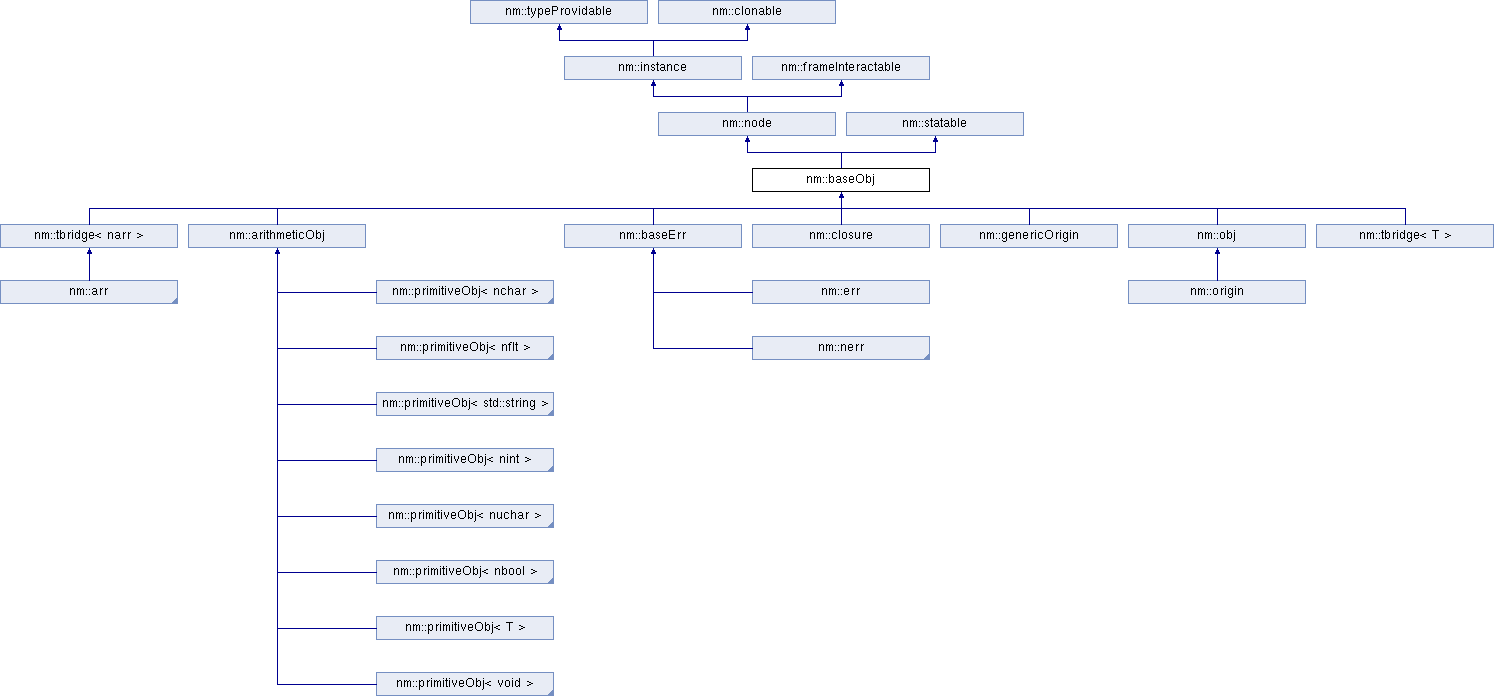 nm::typeProvidable
nm::clonable
nm::instance
nm::frameInteractable
nm::node
nm::statable
nm::baseObj
nm::tbridge< narr >
nm::arithmeticObj
nm::baseErr
nm::closure
nm::genericOrigin
nm::obj
nm::tbridge< T >
nm::arr
nm::primitiveObj< nchar >
nm::err
nm::origin
nm::primitiveObj< nflt >
nm::nerr
nm::primitiveObj< std::string >
nm::primitiveObj< nint >
nm::primitiveObj< nuchar >
nm::primitiveObj< nbool >
nm::primitiveObj< T >
nm::primitiveObj< void >